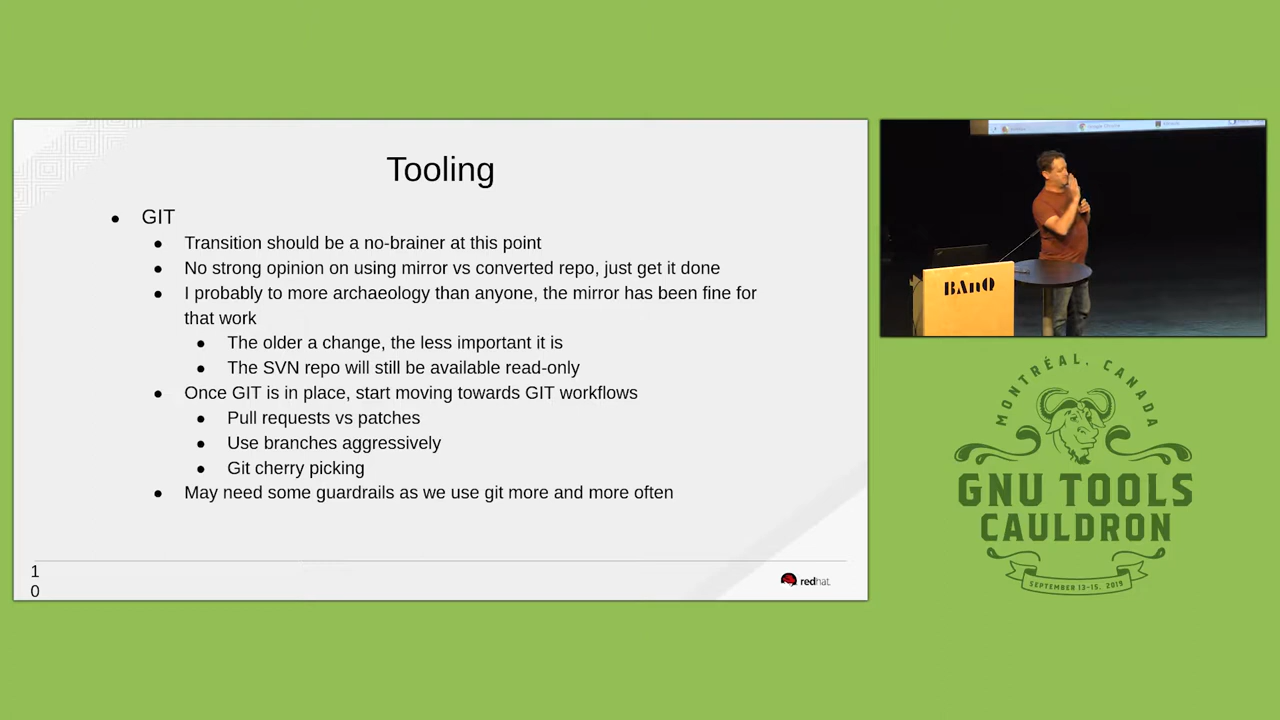 Tooling
GIT
Transition should be a no-brainer at this point
No strong opinion on using mirror vs converted repo, just get it done
I probably to more archaeology than anyone, the mirror has been fine for
that work
The older a change, the less important it is
The SVN repo will still be available read-only
Once GIT is in place, start moving towards GIT workflows
Pull requests vs patches
Use branches aggressively
Git cherry picking
May need some guardrails as we use git more and more often
1
0
redhat.
BAnQ
MONTRÉAL, CANADA
GNU TOOLS
CAULDRON
SEPTEMBER 13-15, 2019